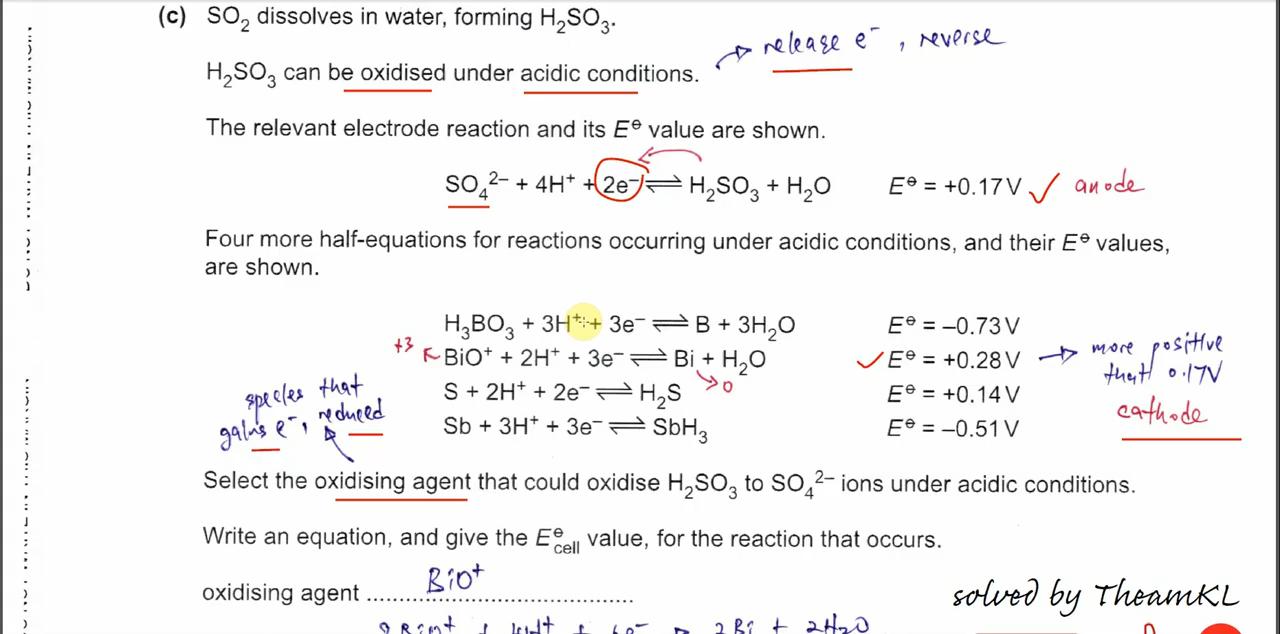 (c) SO₂ dissolves in water, forming H₂SO₃.
→ release e⁻, reverse
H₂SO₃ can be oxidised under acidic conditions.
The relevant electrode reaction and its E⦵ value are shown.
SO₄²⁻ + 4H⁺ + 2e⁻ ⇌ H₂SO₃ + H₂O E⦵ = +0.17 V ✓ anode
Four more half-equations for reactions occurring under acidic conditions, and their E⦵ values,
are shown.
H₃BO₃ + 3H⁺ + 3e⁻ ⇌ B + 3H₂O E⦵ = –0.73 V
+3 BiO⁺ + 2H⁺ + 3e⁻ ⇌ Bi + H₂O ✓ E⦵ = +0.28 V → more positive
that 0.17V
→ 0
S + 2H⁺ + 2e⁻ ⇌ H₂S E⦵ = +0.14 V
cathode
species that
gains e⁻, reduced
Sb + 3H⁺ + 3e⁻ ⇌ SbH₃ E⦵ = –0.51 V
Select the oxidising agent that could oxidise H₂SO₃ to SO₄²⁻ ions under acidic conditions.
Write an equation, and give the E⦵cell value, for the reaction that occurs.
oxidising agent .......... BiO⁺ ..........
solved by TheamKL
2Bi + 2H₂O